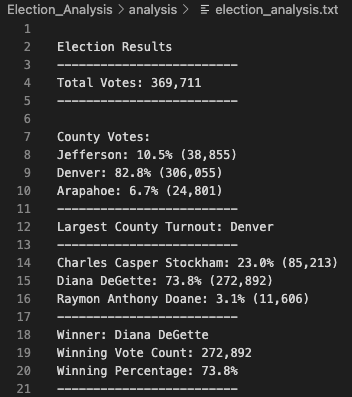 Election_Analysis > analysis > election_analysis.txt
1
2 Election Results
3 -------------------------
4 Total Votes: 369,711
5 -------------------------
6
7 County Votes:
8 Jefferson: 10.5% (38,855)
9 Denver: 82.8% (306,055)
10 Arapahoe: 6.7% (24,801)
11 -------------------------
12 Largest County Turnout: Denver
13 -------------------------
14 Charles Casper Stockham: 23.0% (85,213)
15 Diana DeGette: 73.8% (272,892)
16 Raymon Anthony Doane: 3.1% (11,606)
17 -------------------------
18 Winner: Diana DeGette
19 Winning Vote Count: 272,892
20 Winning Percentage: 73.8%
21 -------------------------